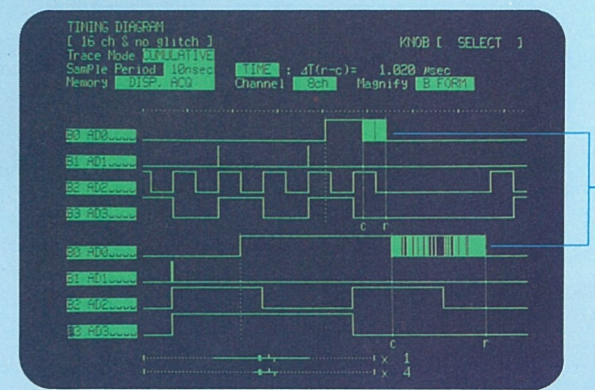 TIMING DIAGRAM
[ 16 ch & no glitch ] KNOB [ SELECT ]
Trace Mode CUMULATIVE
Sample Period 10nsec TIME : ΔT(r-c)= 1.020 μsec
Memory DISP. ACQ Channel 8ch Magnify B FORM
B0 AD0
B1 AD1
B2 AD2
B3 AD3
c r
B0 AD0
B1 AD1
B2 AD2
B3 AD3
c r
x 1
x 4